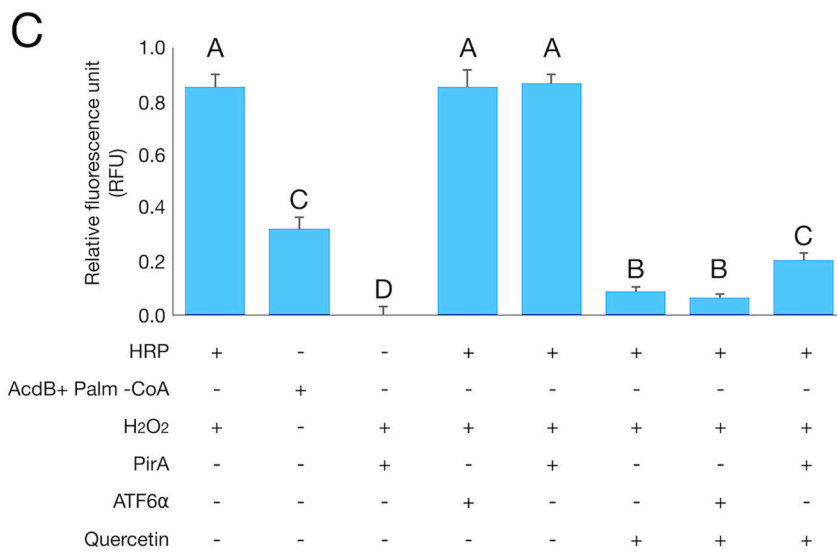 C
1.0
0.8
0.6
0.4
0.2
0.0
Relative fluorescence unit
(RFU)
A
C
D
A
A
B
B
C
HRP + - - + + + + +
AcdB+ Palm -CoA - + - - - - - -
H2O2 + - + + + + + +
PirA - - + - + - - +
ATF6α - - - + - - + -
Quercetin - - - - - + + +